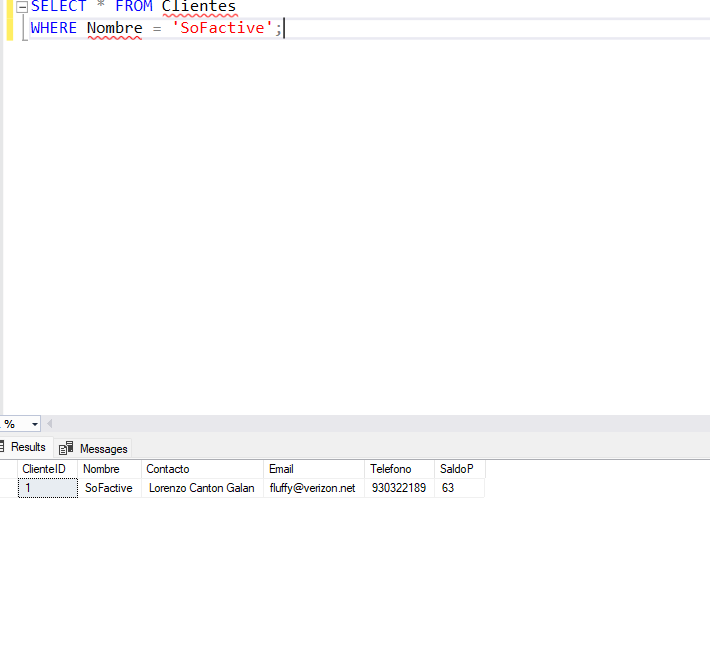 SELECT * FROM Clientes
WHERE Nombre = 'SoFactive';
%
Results Messages
ClienteID Nombre Contacto Email Telefono SaldoP
1 SoFactive Lorenzo Canton Galan fluffy@verizon.net 930322189 63